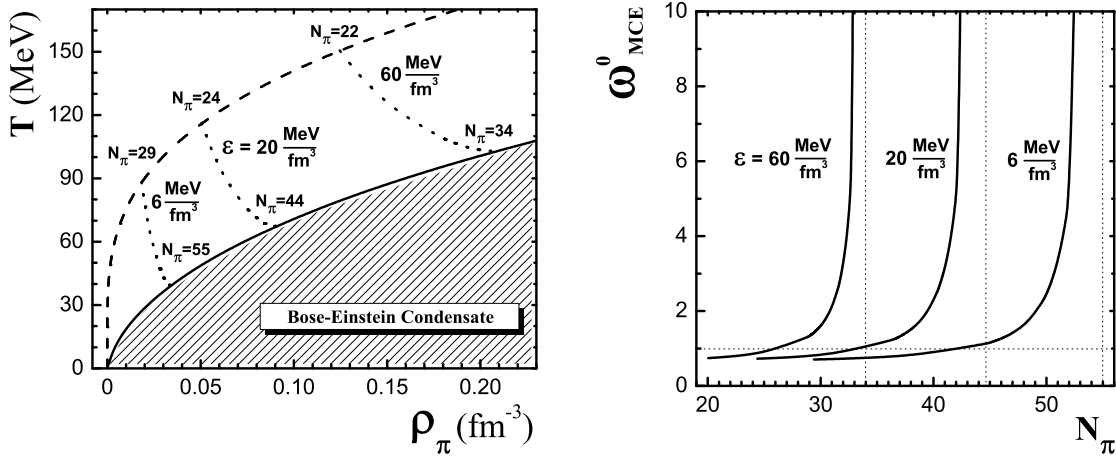 T (MeV)
150
120
90
60
30
0
N_π=22
60 MeV/fm³
N_π=24
N_π=34
N_π=29
ε = 20 MeV/fm³
6 MeV/fm³
N_π=44
N_π=55
Bose-Einstein Condensate
0 0.05 0.10 0.15 0.20
ρ_π (fm⁻³)
ω⁰_MCE
10
8
6
4
2
0
ε = 60 MeV/fm³ 20 MeV/fm³ 6 MeV/fm³
20 30 40 50
N_π